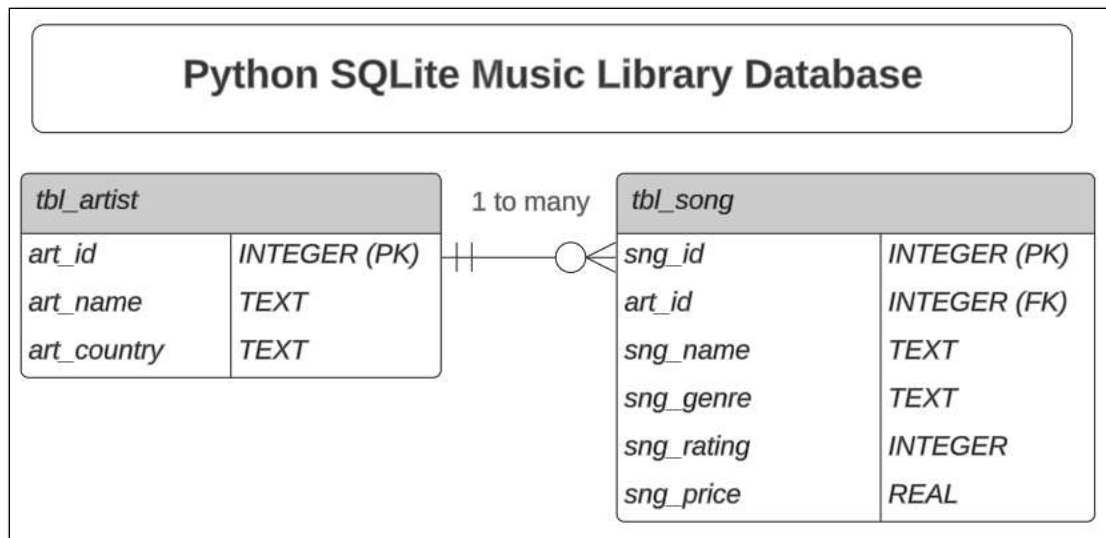 Python SQLite Music Library Database
tbl_artist
art_id INTEGER (PK)
art_name TEXT
art_country TEXT
1 to many
tbl_song
sng_id INTEGER (PK)
art_id INTEGER (FK)
sng_name TEXT
sng_genre TEXT
sng_rating INTEGER
sng_price REAL